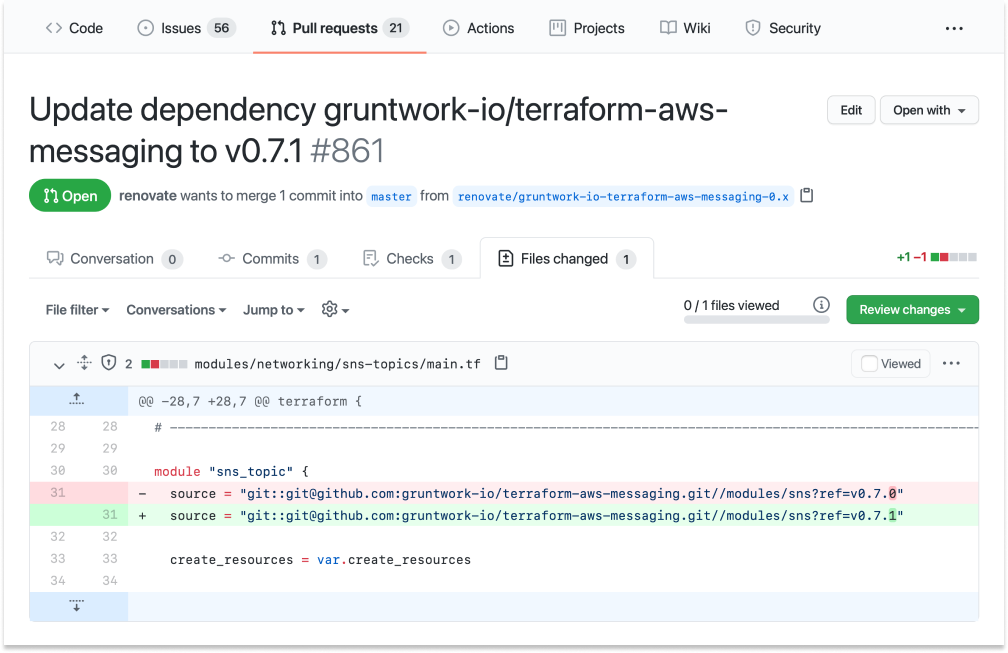 Code Issues 56 Pull requests 21 Actions Projects Wiki Security
Update dependency gruntwork-io/terraform-aws-
messaging to v0.7.1 #861
Edit Open with
Open renovate wants to merge 1 commit into master from renovate/gruntwork-io-terraform-aws-messaging-0.x
Conversation 0 Commits 1 Checks 1 Files changed 1 +1 −1
File filter Conversations Jump to 0 / 1 files viewed Review changes
2 modules/networking/sns-topics/main.tf Viewed
@@ -28,7 +28,7 @@ terraform {
28 28 # ---------------------------------------------------------------------------------------------------------------------
29 29
30 30 module "sns_topic" {
31 - source = "git::git@github.com:gruntwork-io/terraform-aws-messaging.git//modules/sns?ref=v0.7.0"
31 + source = "git::git@github.com:gruntwork-io/terraform-aws-messaging.git//modules/sns?ref=v0.7.1"
32 32
33 33 create_resources = var.create_resources
34 34